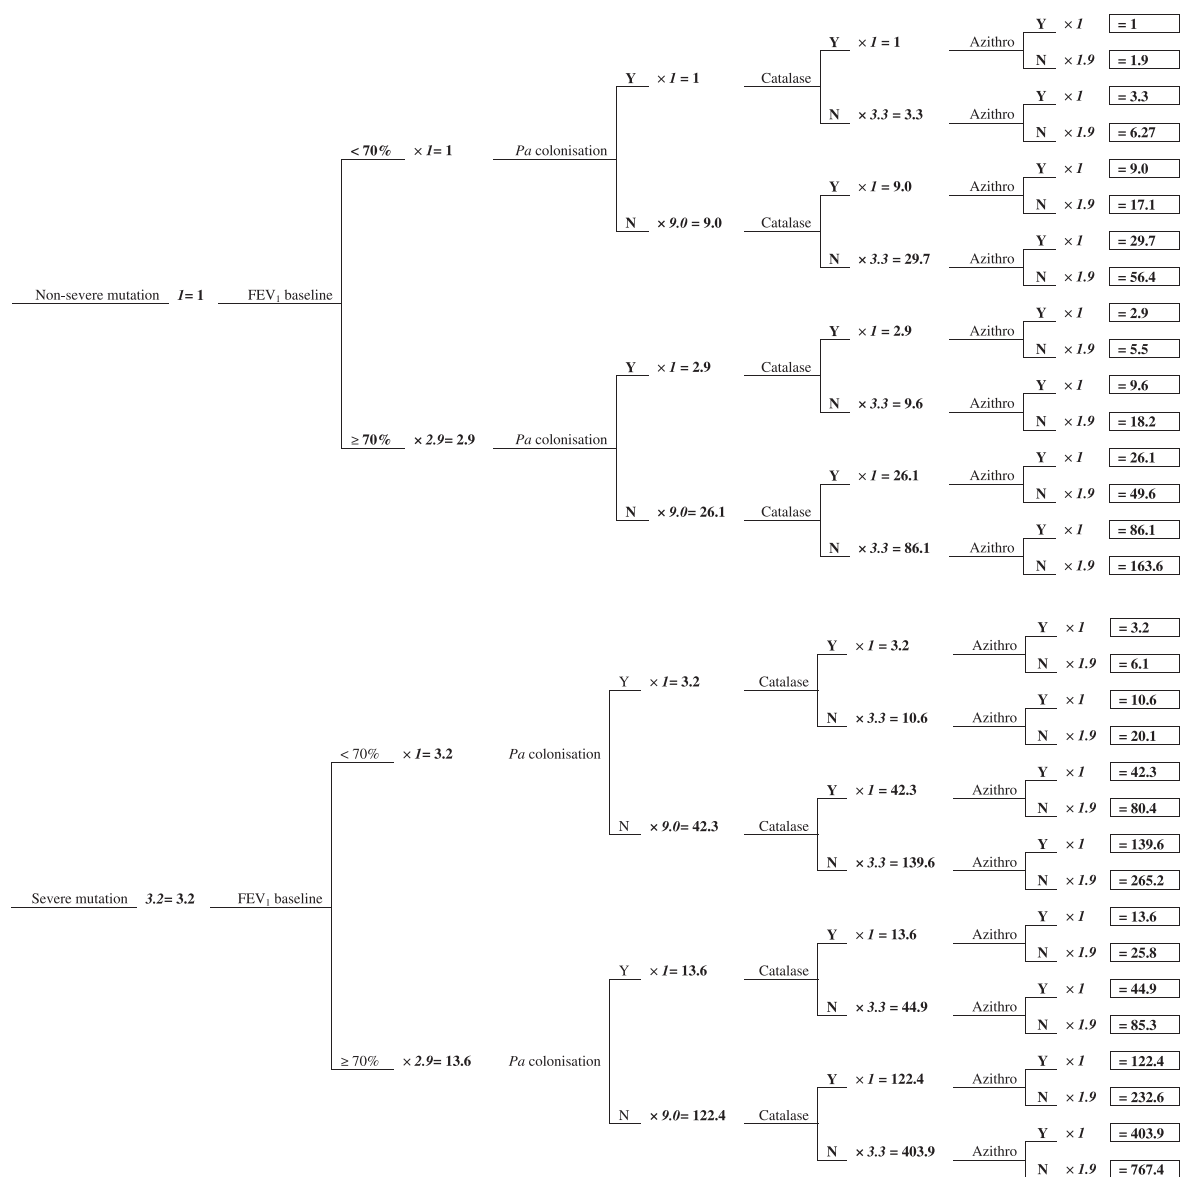 Y × 1 = 1
Y × 1 = 1 Azithro
N × 1.9 = 1.9
Y × 1 = 1 Catalase
Y × 1 = 3.3
N × 3.3 = 3.3 Azithro
N × 1.9 = 6.27
< 70% × 1= 1 Pa colonisation
Y × 1 = 9.0
Y × 1 = 9.0 Azithro
N × 1.9 = 17.1
N × 9.0 = 9.0 Catalase
Y × 1 = 29.7
N × 3.3 = 29.7 Azithro
N × 1.9 = 56.4
Non-severe mutation 1= 1 FEV₁ baseline
Y × 1 = 2.9
Y × 1 = 2.9 Azithro
N × 1.9 = 5.5
Y × 1 = 2.9 Catalase
Y × 1 = 9.6
N × 3.3 = 9.6 Azithro
N × 1.9 = 18.2
≥ 70% × 2.9= 2.9 Pa colonisation
Y × 1 = 26.1
Y × 1 = 26.1 Azithro
N × 1.9 = 49.6
N × 9.0= 26.1 Catalase
Y × 1 = 86.1
N × 3.3 = 86.1 Azithro
N × 1.9 = 163.6
Y × 1 = 3.2
Y × 1 = 3.2 Azithro
N × 1.9 = 6.1
Y × 1= 3.2 Catalase
Y × 1 = 10.6
N × 3.3 = 10.6 Azithro
N × 1.9 = 20.1
< 70% × 1= 3.2 Pa colonisation
Y × 1 = 42.3
Y × 1 = 42.3 Azithro
N × 1.9 = 80.4
N × 9.0= 42.3 Catalase
Y × 1 = 139.6
N × 3.3 = 139.6 Azithro
N × 1.9 = 265.2
Severe mutation 3.2= 3.2 FEV₁ baseline
Y × 1 = 13.6
Y × 1 = 13.6 Azithro
N × 1.9 = 25.8
Y × 1= 13.6 Catalase
Y × 1 = 44.9
N × 3.3 = 44.9 Azithro
N × 1.9 = 85.3
≥ 70% × 2.9= 13.6 Pa colonisation
Y × 1 = 122.4
Y × 1 = 122.4 Azithro
N × 1.9 = 232.6
N × 9.0= 122.4 Catalase
Y × 1 = 403.9
N × 3.3 = 403.9 Azithro
N × 1.9 = 767.4